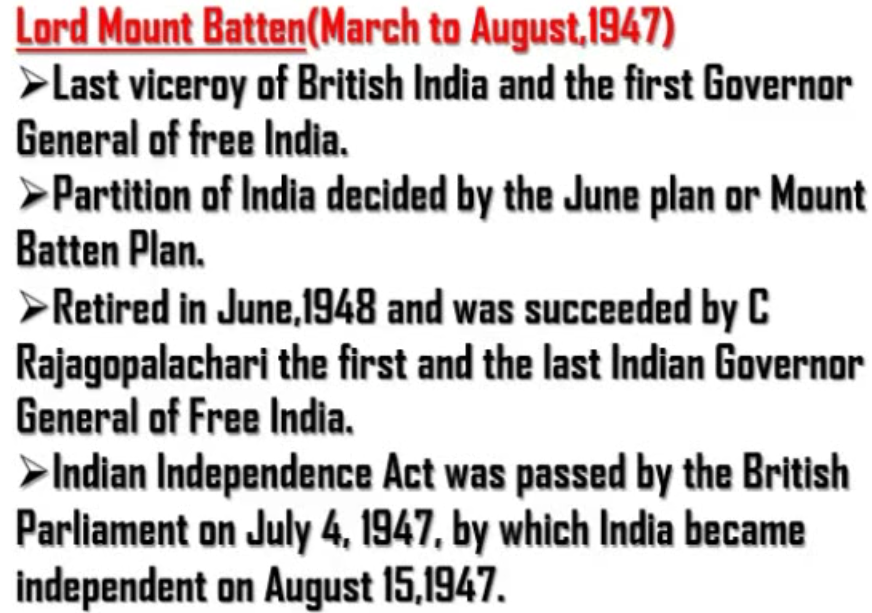 Lord Mount Batten(March to August,1947)
➢Last viceroy of British India and the first Governor
General of free India.
➢Partition of India decided by the June plan or Mount
Batten Plan.
➢Retired in June,1948 and was succeeded by C
Rajagopalachari the first and the last Indian Governor
General of Free India.
➢Indian Independence Act was passed by the British
Parliament on July 4, 1947, by which India became
independent on August 15,1947.